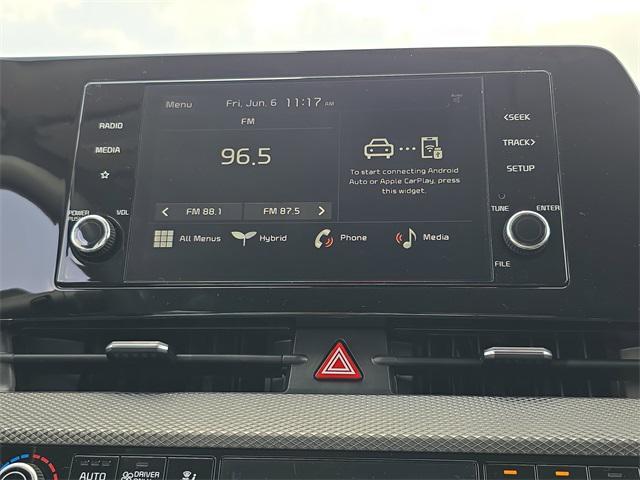 Menu
Fri, Jun. 6
11:17 AM
Auto
FM
96.5
To start connecting Android
Auto or Apple CarPlay, press
this widget.
FM 88.1
FM 87.5
All Menus
Hybrid
Phone
Media
RADIO
MEDIA
POWER
PUSH
VOL
<SEEK
TRACK>
SETUP
TUNE
ENTER
FILE
AUTO
DRIVER
ONLY